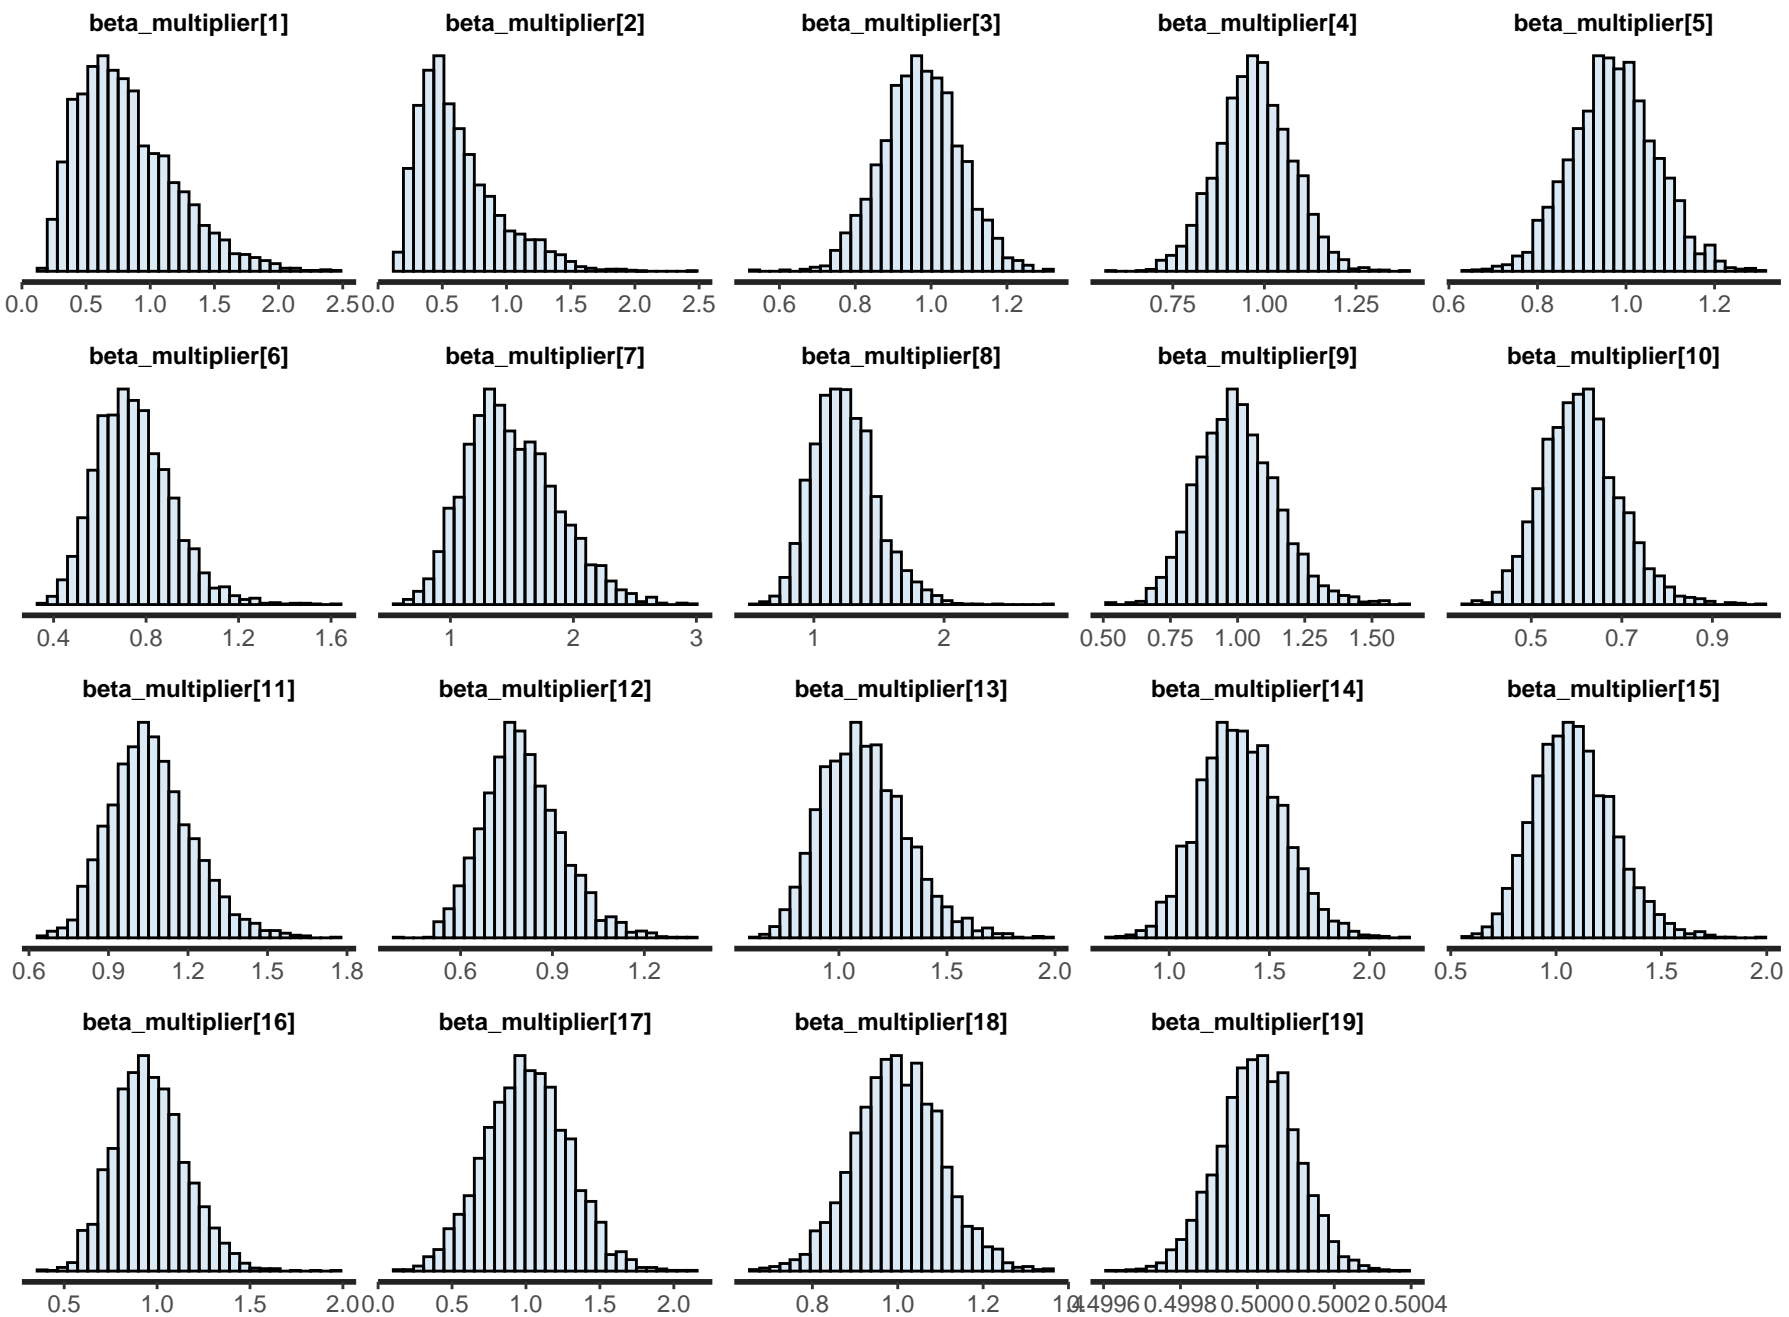 beta_multiplier[1] beta_multiplier[2] beta_multiplier[3] beta_multiplier[4] beta_multiplier[5]
0.0 0.5 1.0 1.5 2.0 2.5 0.0 0.5 1.0 1.5 2.0 2.5 0.6 0.8 1.0 1.2 0.75 1.00 1.25 0.6 0.8 1.0 1.2
beta_multiplier[6] beta_multiplier[7] beta_multiplier[8] beta_multiplier[9] beta_multiplier[10]
0.4 0.8 1.2 1.6 1 2 3 1 2 0.50 0.75 1.00 1.25 1.50 0.5 0.7 0.9
beta_multiplier[11] beta_multiplier[12] beta_multiplier[13] beta_multiplier[14] beta_multiplier[15]
0.6 0.9 1.2 1.5 1.8 0.6 0.9 1.2 1.0 1.5 2.0 1.0 1.5 2.0 0.5 1.0 1.5 2.0
beta_multiplier[16] beta_multiplier[17] beta_multiplier[18] beta_multiplier[19]
0.5 1.0 1.5 2.0 0.0 0.5 1.0 1.5 2.0 0.8 1.0 1.2 1.4 0.4996 0.4998 0.5000 0.5002 0.5004